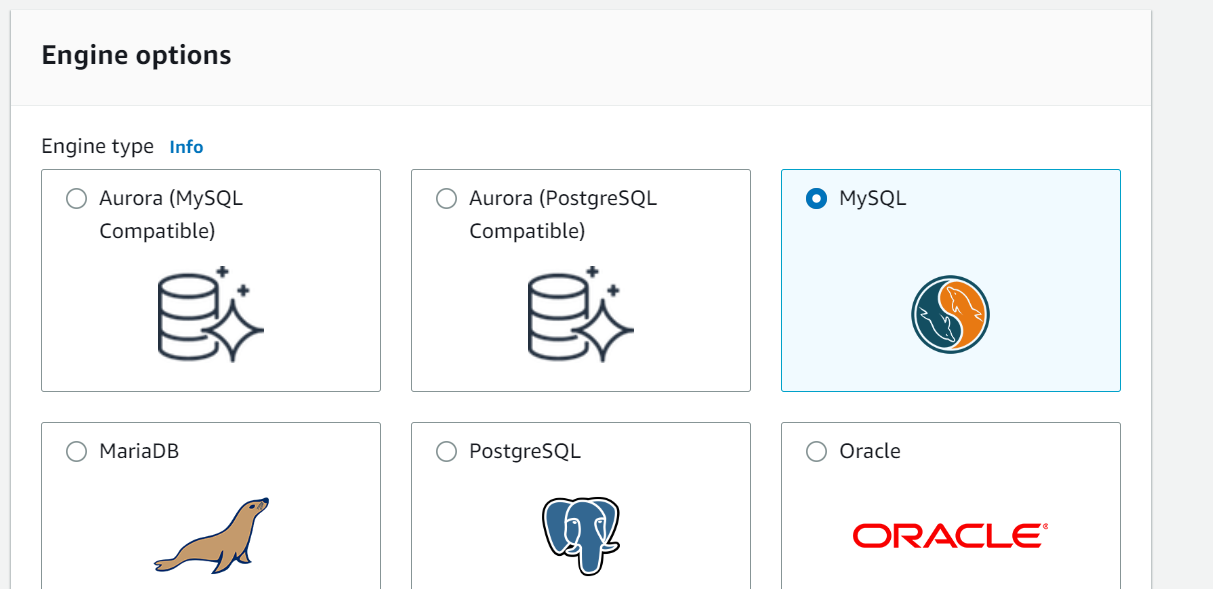 Engine options
Engine type Info
Aurora (MySQL
Compatible)
Aurora (PostgreSQL
Compatible)
MySQL
MariaDB
PostgreSQL
Oracle
ORACLE®